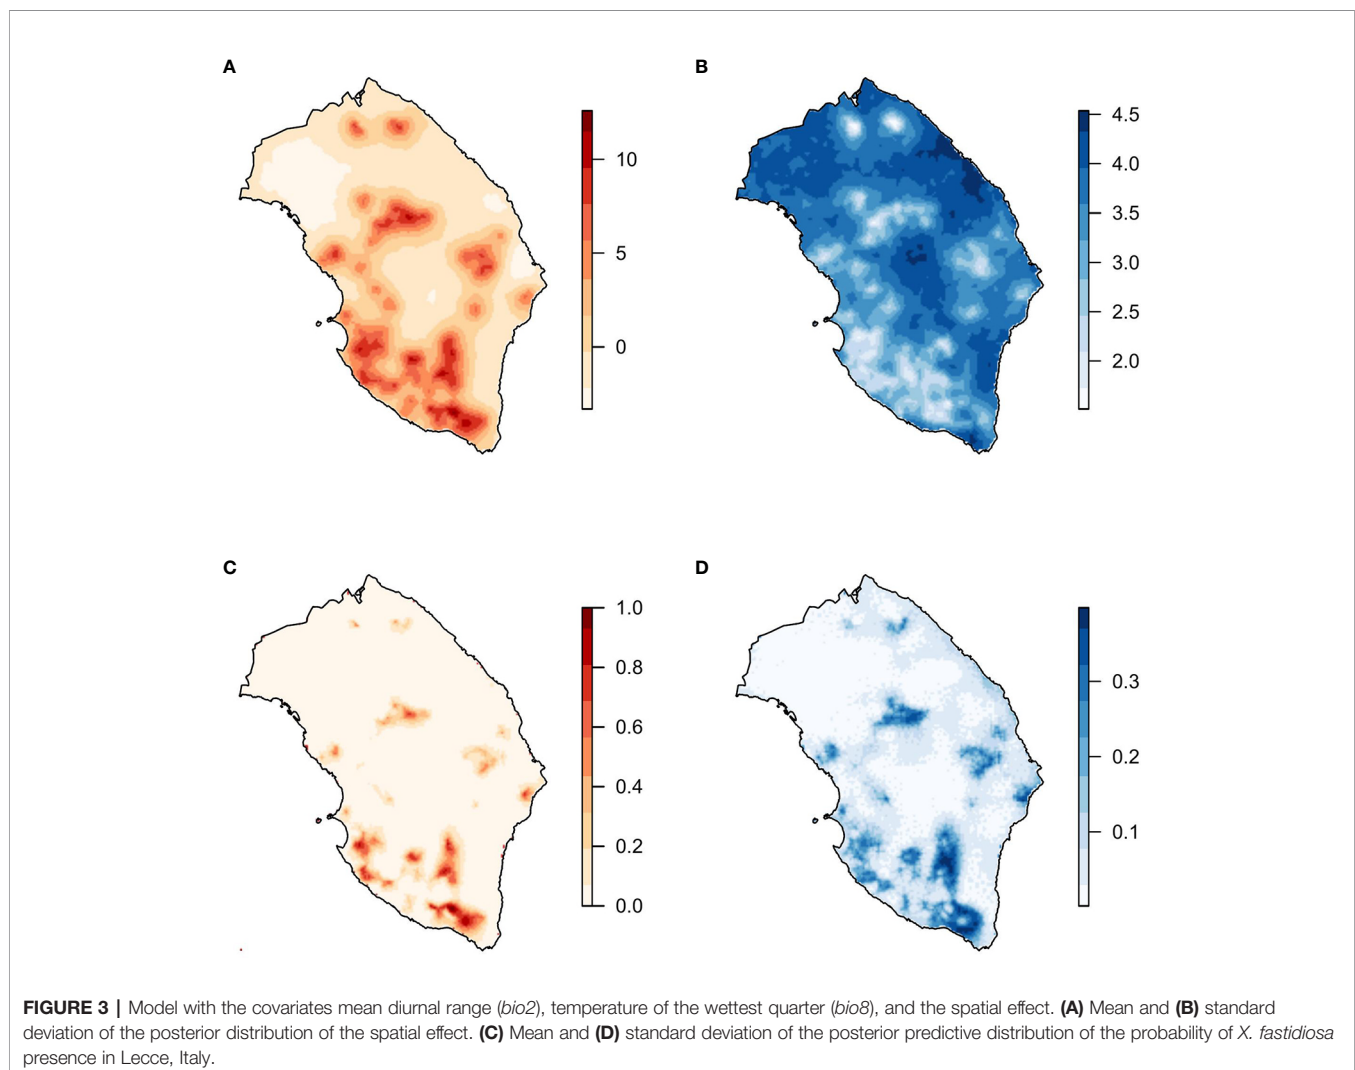 A
B
10
5
0
4.5
4.0
3.5
3.0
2.5
2.0
C
D
1.0
0.8
0.6
0.4
0.2
0.0
0.3
0.2
0.1
FIGURE 3 | Model with the covariates mean diurnal range (bio2), temperature of the wettest quarter (bio8), and the spatial effect. (A) Mean and (B) standard
deviation of the posterior distribution of the spatial effect. (C) Mean and (D) standard deviation of the posterior predictive distribution of the probability of X. fastidiosa
presence in Lecce, Italy.